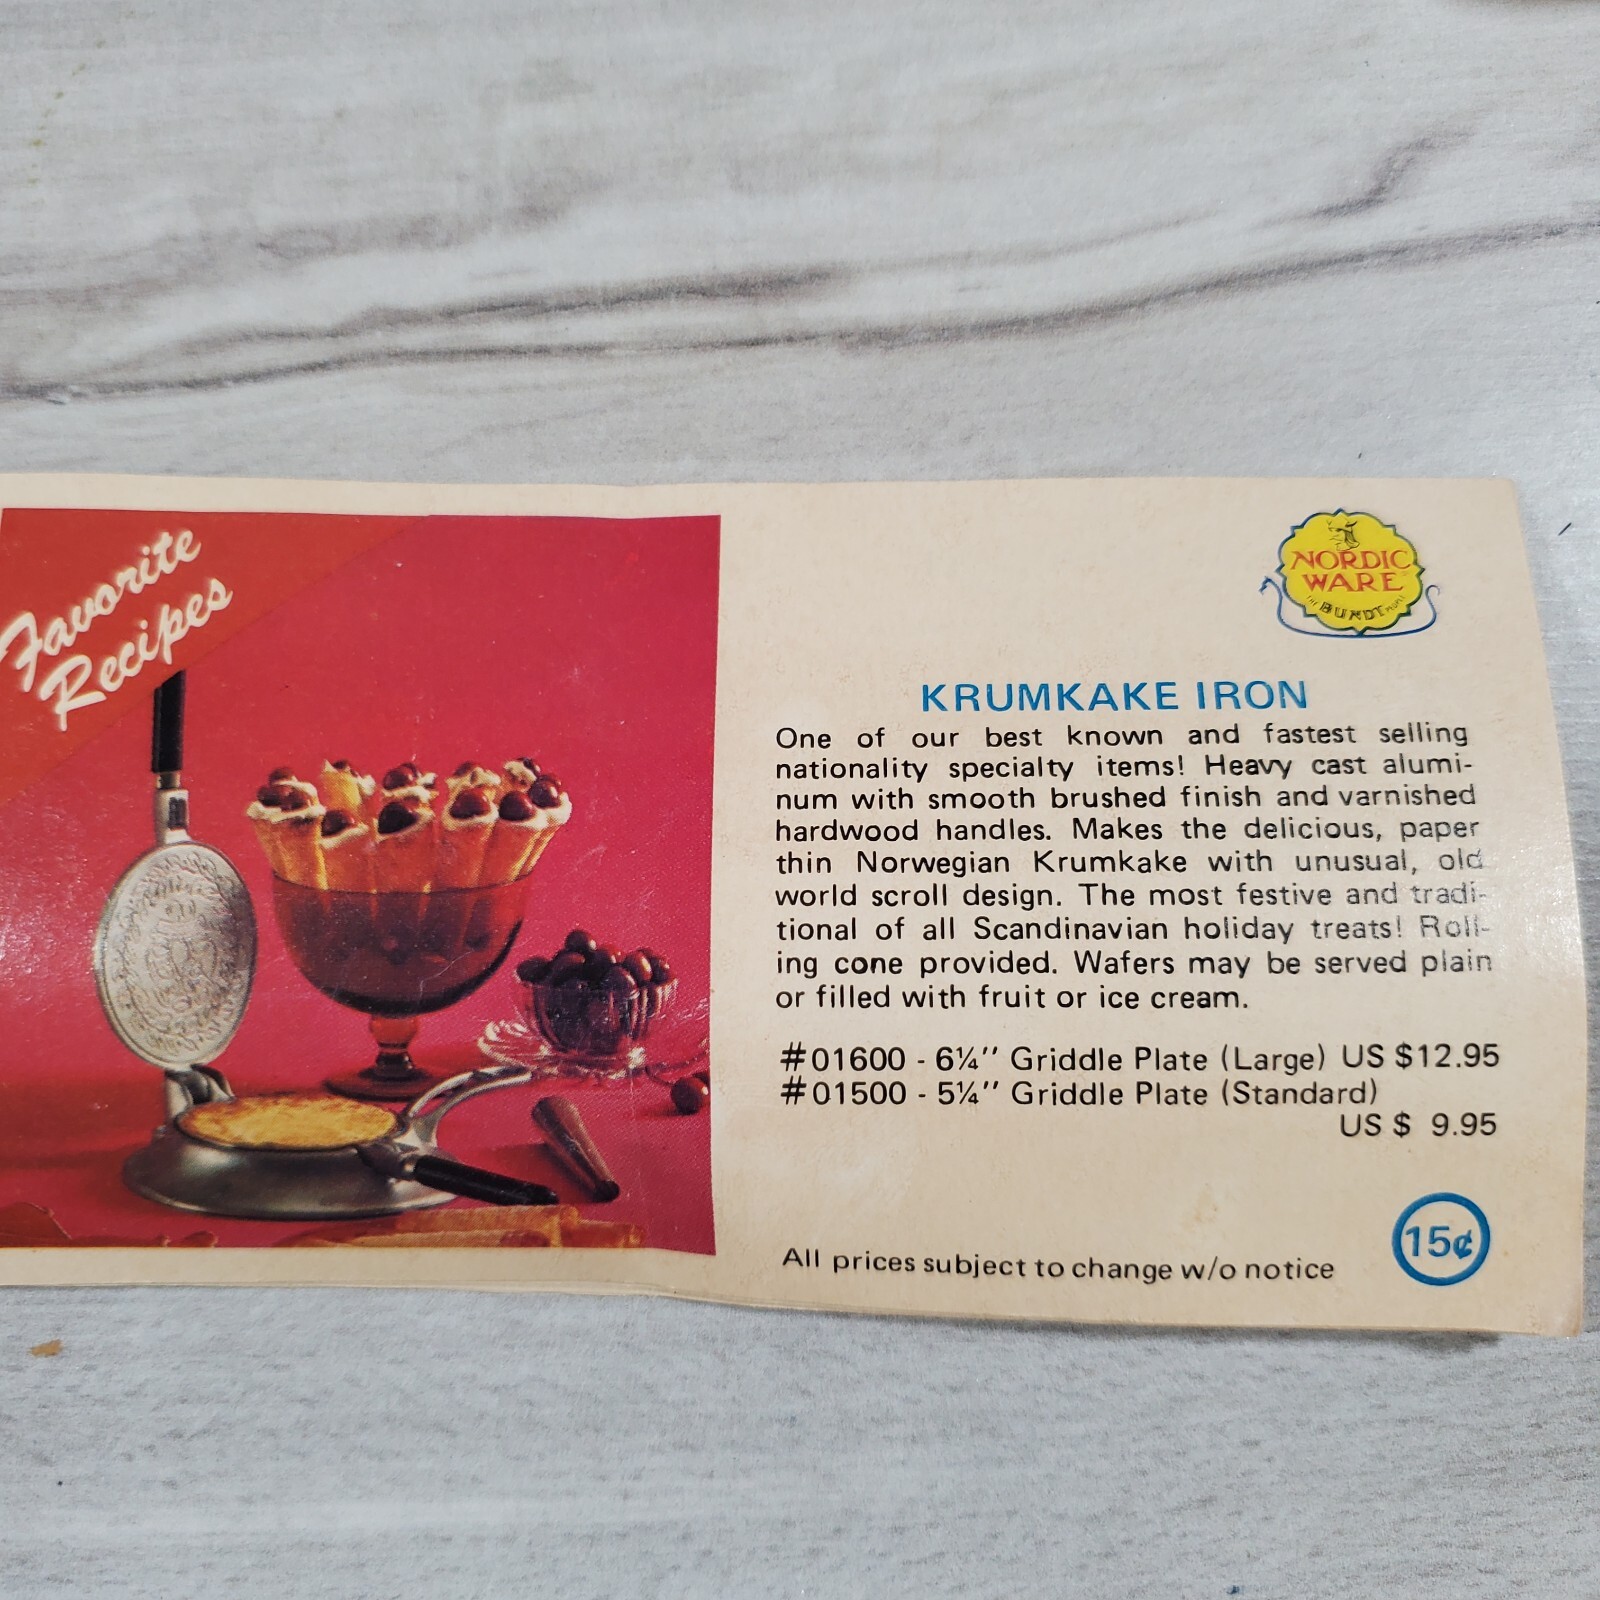 Favorite
Recipes
NORDIC
WARE
THE BUNDT PEOPLE
KRUMKAKE IRON
One of our best known and fastest selling
nationality specialty items! Heavy cast alumi-
num with smooth brushed finish and varnished
hardwood handles. Makes the delicious, paper
thin Norwegian Krumkake with unusual, old
world scroll design. The most festive and tradi-
tional of all Scandinavian holiday treats! Roll-
ing cone provided. Wafers may be served plain
or filled with fruit or ice cream.
#01600 - 6¼" Griddle Plate (Large) US $12.95
#01500 - 5¼" Griddle Plate (Standard)
US $ 9.95
All prices subject to change w/o notice
15¢